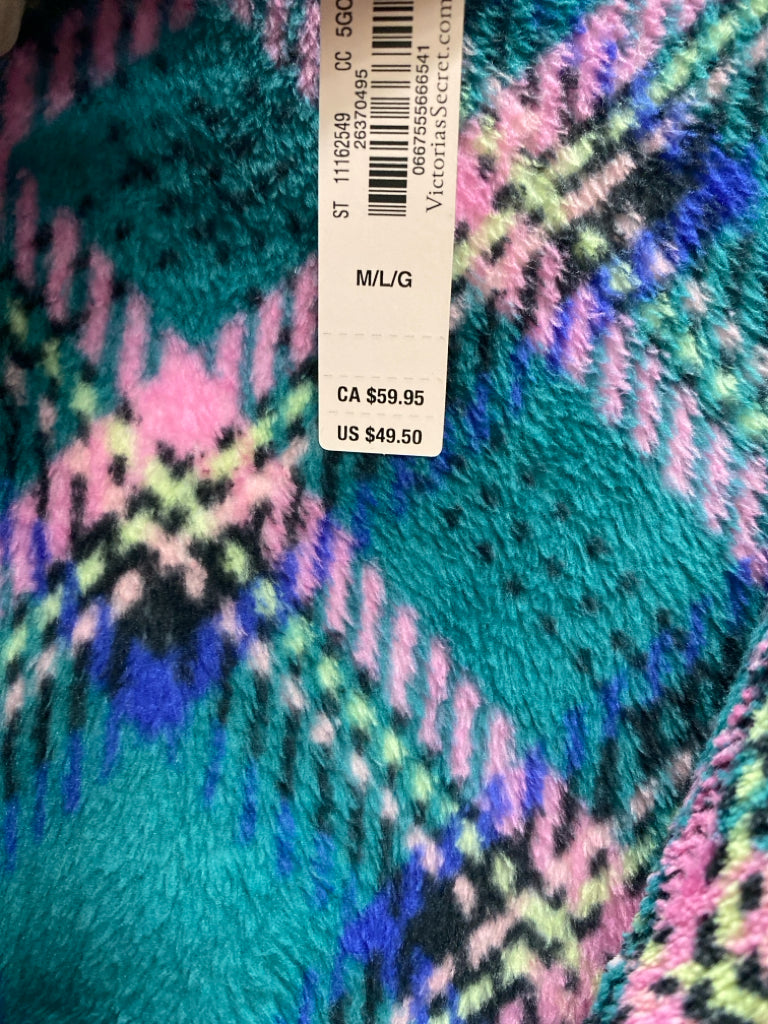 ST 11162549 CC 5GC
26370495
0667555666541
VictoriasSecret.com
M/L/G
CA $59.95
US $49.50